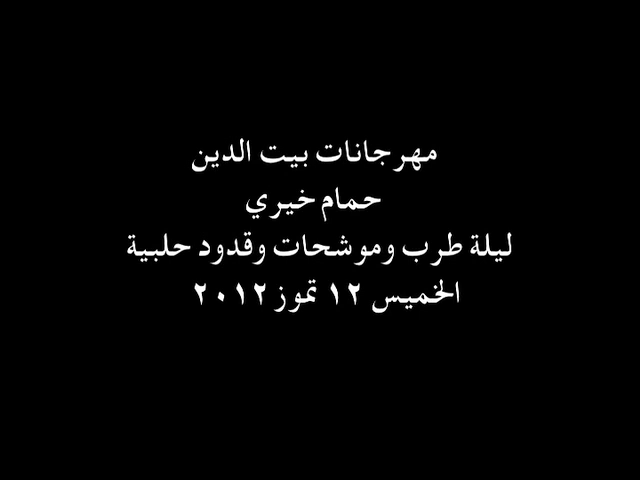 مهرجانات بيت الدين
حمام خيري
ليلة طرب وموشحات وقدود حلبية
الخميس ١٢ تموز ٢٠١٢